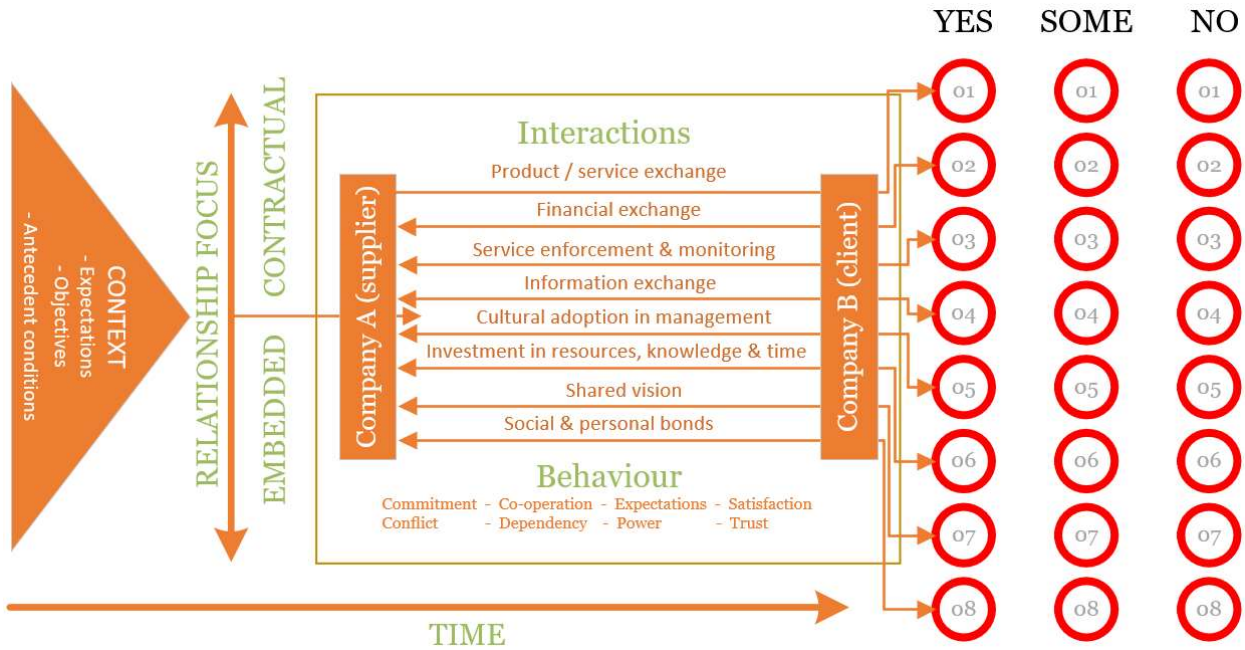 YES SOME NO
CONTEXT
- Expectations
- Objectives
- Antecedent conditions
RELATIONSHIP FOCUS
CONTRACTUAL
EMBEDDED
Interactions
Company A (supplier)
Product / service exchange
Financial exchange
Service enforcement & monitoring
Information exchange
Cultural adoption in management
Investment in resources, knowledge & time
Shared vision
Social & personal bonds
Company B (client)
Behaviour
Commitment - Co-operation - Expectations - Satisfaction
Conflict - Dependency - Power - Trust
TIME
01 01 01
02 02 02
03 03 03
04 04 04
05 05 05
06 06 06
07 07 07
08 08 08